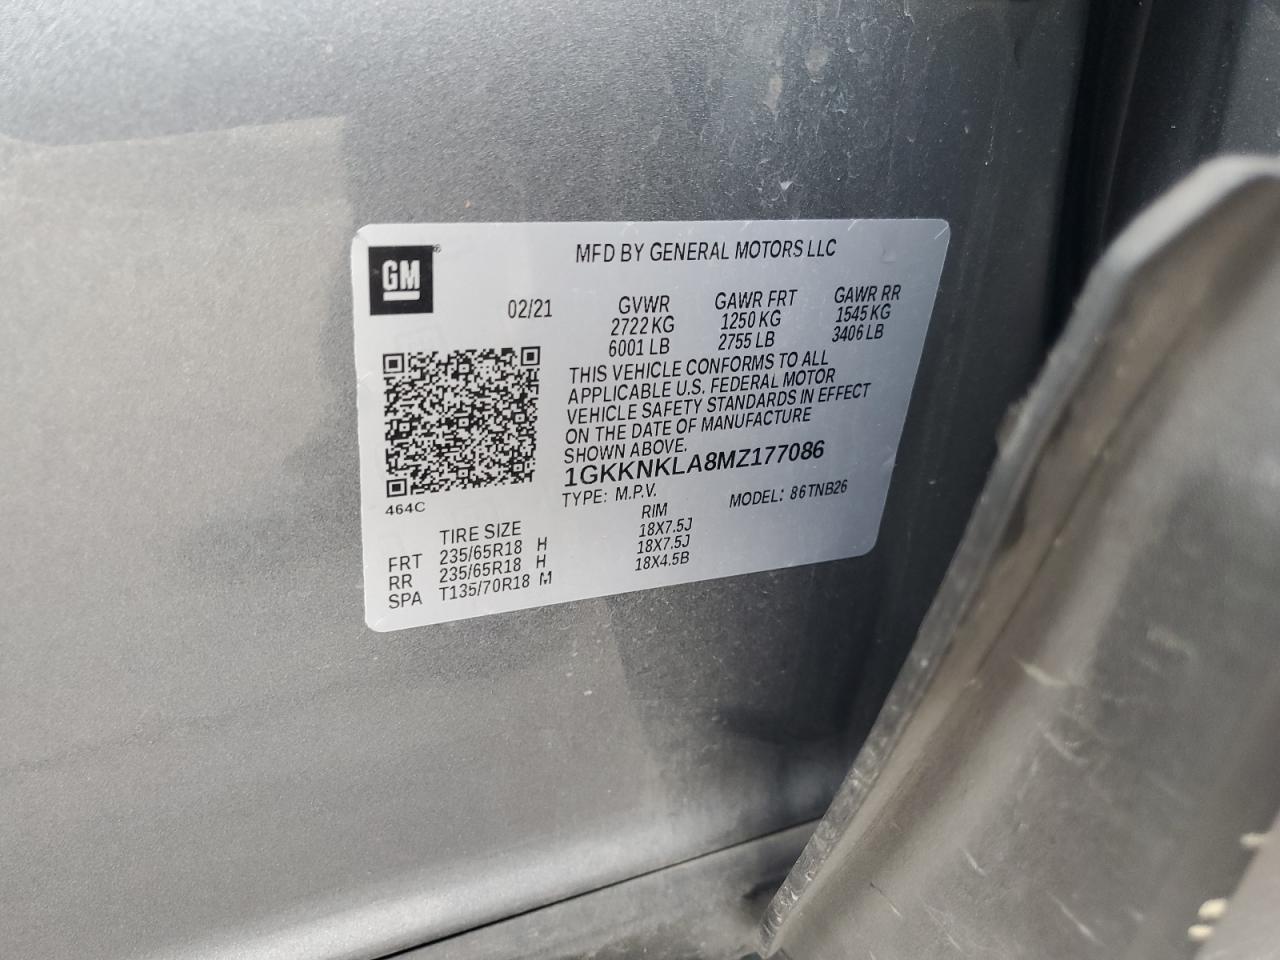 GM®
MFD BY GENERAL MOTORS LLC
02/21 GVWR GAWR FRT GAWR RR
2722 KG 1250 KG 1545 KG
6001 LB 2755 LB 3406 LB
THIS VEHICLE CONFORMS TO ALL
APPLICABLE U.S. FEDERAL MOTOR
VEHICLE SAFETY STANDARDS IN EFFECT
ON THE DATE OF MANUFACTURE
SHOWN ABOVE.
1GKKNKLA8MZ177086
TYPE: M.P.V. MODEL: 86TNB26
464C
TIRE SIZE RIM
FRT 235/65R18 H 18X7.5J
RR 235/65R18 H 18X7.5J
SPA T135/70R18 M 18X4.5B